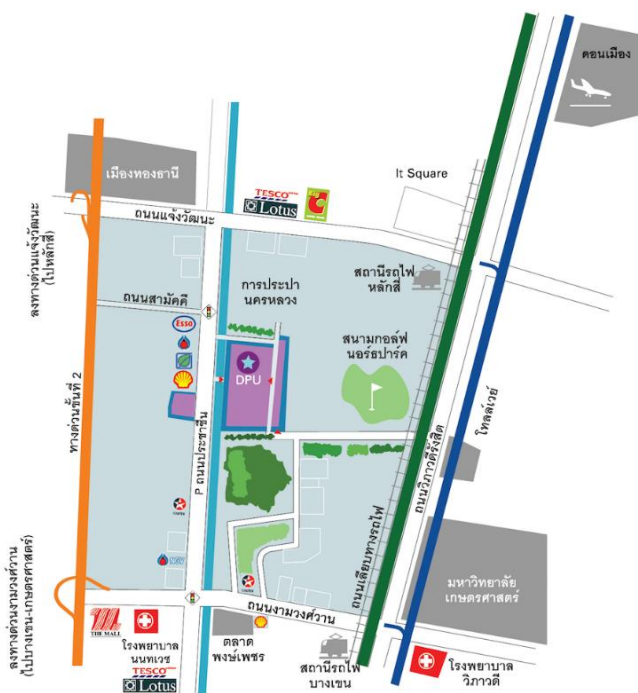 ดอนเมือง
เมืองทองธานี
TESCO
Lotus
Big
C
It Square
ถนนแจ้งวัฒนะ
ลงทางด่วนแจ้งวัฒนะ
(ไปหลักสี่)
สถานีรถไฟ
หลักสี่
การประปา
นครหลวง
ถนนสามัคคี
Esso
สนามกอล์ฟ
นอร์ธปาร์ค
DPU
โทลล์เวย์
ทางด่วนขั้นที่ 2
P ถนนประชาชื่น
ถนนวิภาวดีรังสิต
ถนนเลียบทางรถไฟ
มหาวิทยาลัย
เกษตรศาสตร์
ลงทางด่วนงามวงศ์วาน
(ไปบางเขน-เกษตรศาสตร์)
ถนนงามวงศ์วาน
THE MALL
โรงพยาบาล
นนทเวช
ตลาด
พงษ์เพชร
สถานีรถไฟ
บางเขน
โรงพยาบาล
วิภาวดี
TESCO
Lotus